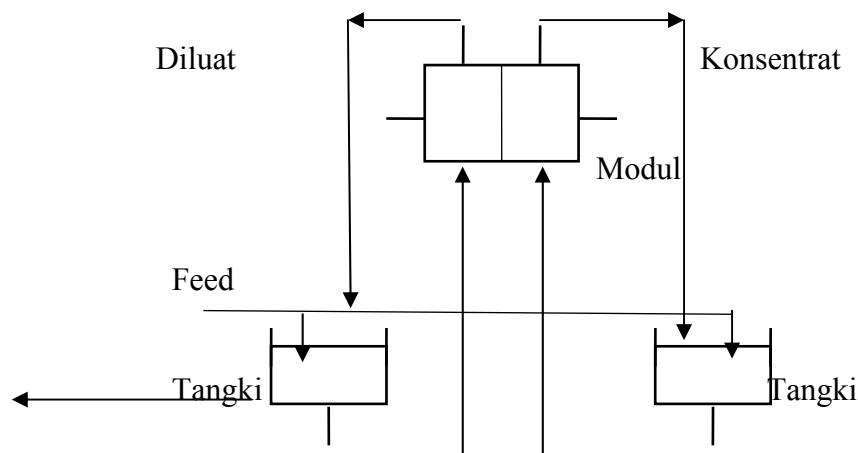 Diluat
Konsentrat
Modul
Feed
Tangki
Tangki